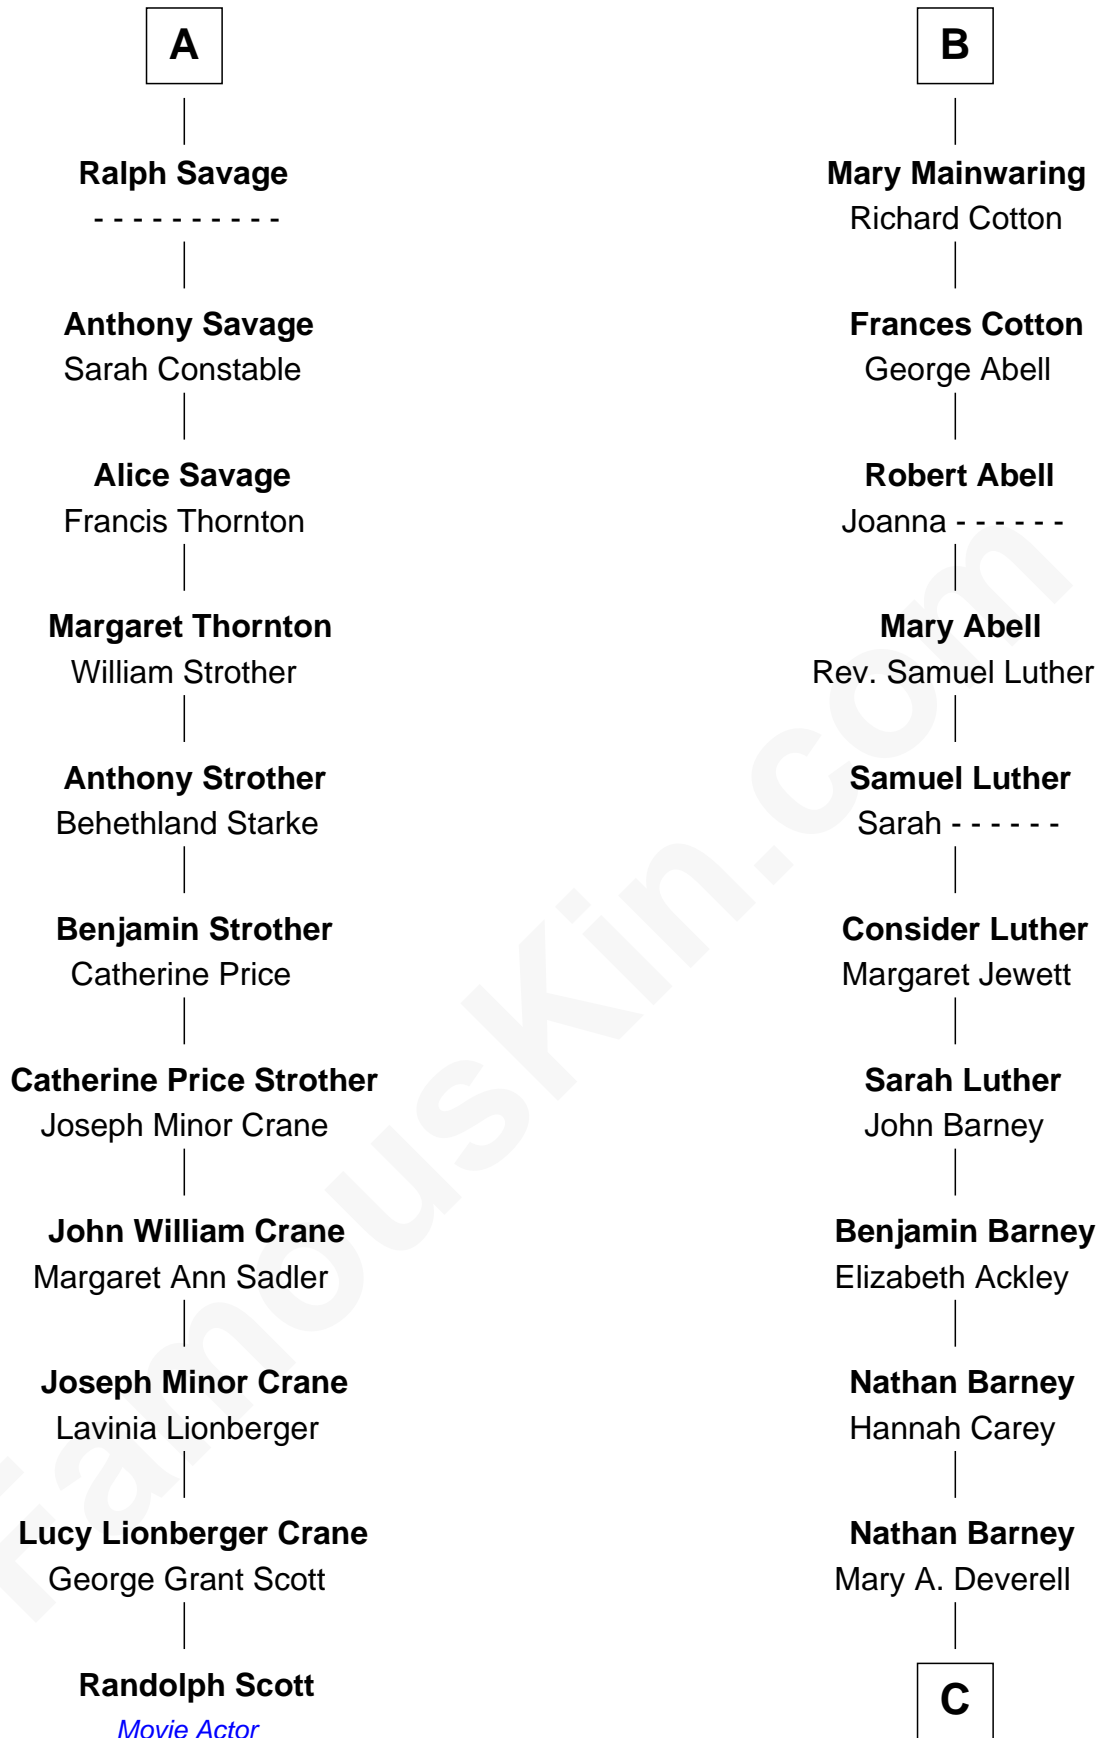 A
Ralph Savage
- - - - - - - - - -
Anthony Savage
Sarah Constable
Alice Savage
Francis Thornton
Margaret Thornton
William Strother
Anthony Strother
Behethland Starke
Benjamin Strother
Catherine Price
Catherine Price Strother
Joseph Minor Crane
John William Crane
Margaret Ann Sadler
Joseph Minor Crane
Lavinia Lionberger
Lucy Lionberger Crane
George Grant Scott
Randolph Scott
Movie Actor
B
Mary Mainwaring
Richard Cotton
Frances Cotton
George Abell
Robert Abell
Joanna - - - - - -
Mary Abell
Rev. Samuel Luther
Samuel Luther
Sarah - - - - - -
Consider Luther
Margaret Jewett
Sarah Luther
John Barney
Benjamin Barney
Elizabeth Ackley
Nathan Barney
Hannah Carey
Nathan Barney
Mary A. Deverell
C
FamousKin.com